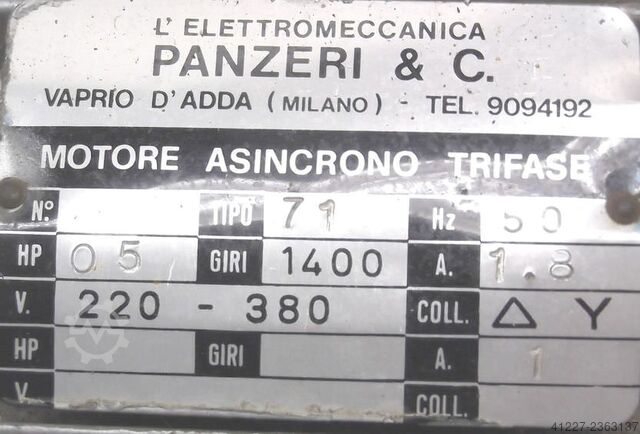 L'ELETTROMECCANICA
PANZERI & C.
VAPRIO D'ADDA (MILANO) - TEL. 9094192
MOTORE ASINCRONO TRIFASE
N° TIPO 71 Hz 50
HP 0 5 GIRI 1400 A. 1.8
V. 220 - 380 COLL. △ Y
HP GIRI A. 1
V. COLL.
41227-2363137